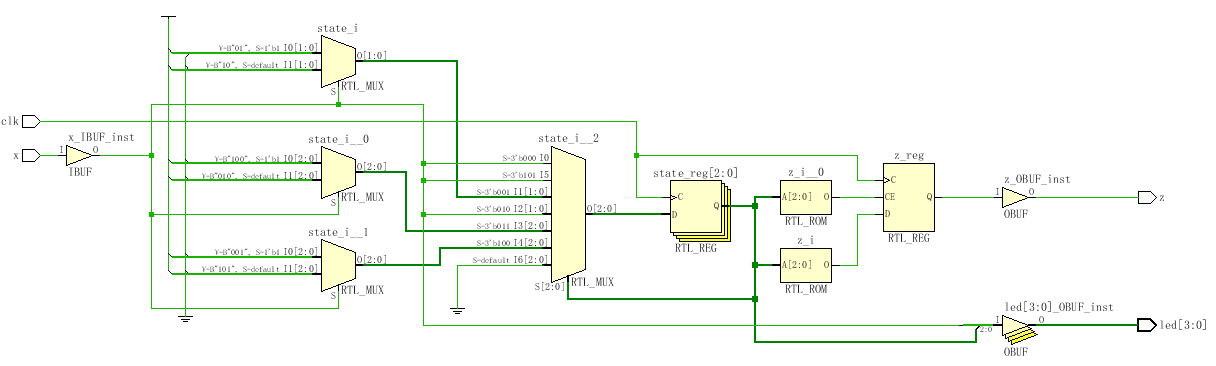 state_i
V=B"01", S=1'b1 I0[1:0]
V=B"10", S=default I1[1:0]
O[1:0]
S
RTL_MUX
clk
x_IBUF_inst
x
I
O
IBUF
state_i__0
V=B"100", S=1'b1 I0[2:0]
V=B"010", S=default I1[2:0]
O[2:0]
S
RTL_MUX
state_i__1
V=B"001", S=1'b1 I0[2:0]
V=B"101", S=default I1[2:0]
O[2:0]
S
RTL_MUX
state_i__2
S=3'b000 I0
S=3'b101 I5
S=3'b001 I1[1:0]
S=3'b010 I2[1:0]
S=3'b011 I3[2:0]
S=3'b100 I4[2:0]
S=default I6[2:0]
O[2:0]
S[2:0]
RTL_MUX
state_reg[2:0]
C
D
Q
RTL_REG
z_i__0
A[2:0]
O
RTL_ROM
z_i
A[2:0]
O
RTL_ROM
z_reg
C
CE
D
Q
RTL_REG
z_OBUF_inst
I
O
OBUF
z
led[3:0]_OBUF_inst
I
O
2:0
OBUF
led[3:0]